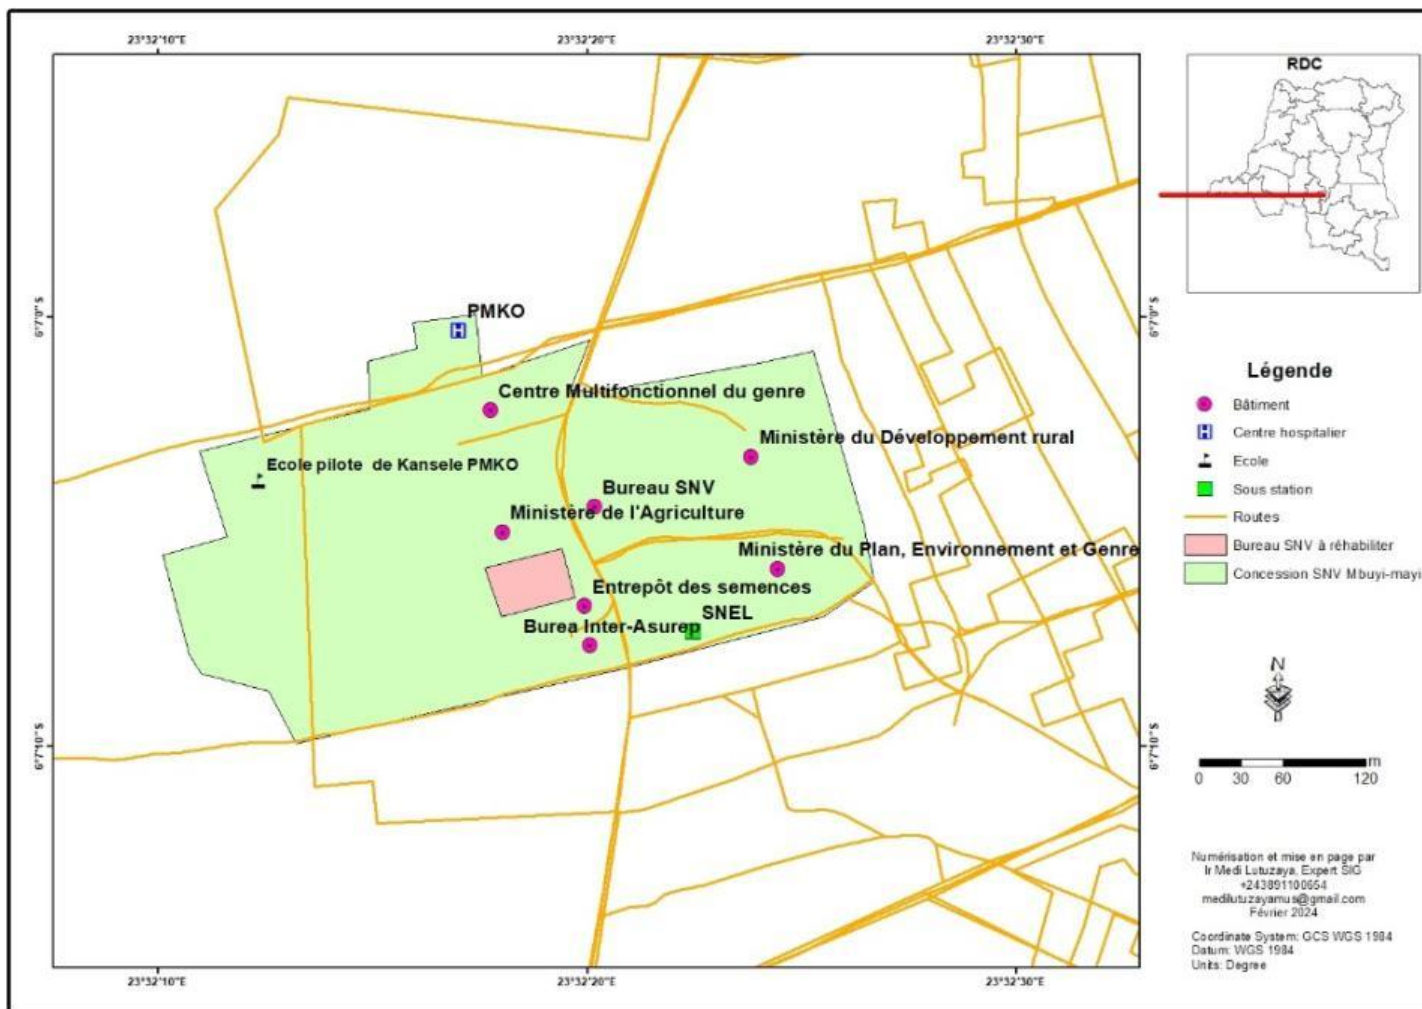 23°32'10"E
23°32'20"E
23°32'30"E
RDC
6°7'0"S
6°7'0"S
PMKO
Centre Multifonctionnel du genre
Ministère du Développement rural
Ecole pilote de Kansele PMKO
Bureau SNV
Ministère de l'Agriculture
Ministère du Plan, Environnement et Genre
Entrepôt des semences
SNEL
Burea Inter-Asurep
Légende
Bâtiment
H
Centre hospitalier
Ecole
Sous station
Routes
Bureau SNV à réhabiliter
Concession SNV Mbuyi-mayi
N
6°7'10"S
6°7'10"S
m
0 30 60 120
Numérisation et mise en page par
Ir Medi Lutuzaya, Expert SIG
+243891100654
medilutuzayamus@gmail.com
Février 2024
Coordinate System: GCS WGS 1984
Datum: WGS 1984
Units: Degree
23°32'10"E
23°32'20"E
23°32'30"E